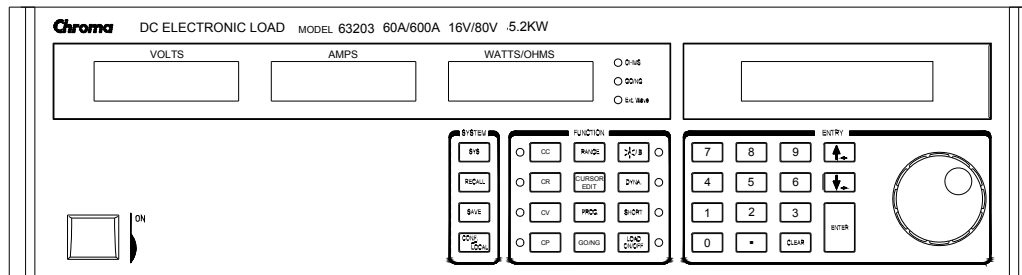 Chroma DC ELECTRONIC LOAD MODEL 63203 60A/600A 16V/80V 5.2KW
VOLTS AMPS WATTS/OHMS
OHMS
GO/NG
Ext. Wave
SYSTEM FUNCTION ENTRY
SYS CC RANGE A/B 7 8 9
RECALL CR CURSOR EDIT DYNA. 4 5 6
SAVE CV PROG. SHORT 1 2 3
ENTER
CONF. LOCAL CP GO/NG LOAD ON/OFF 0 . CLEAR
ON